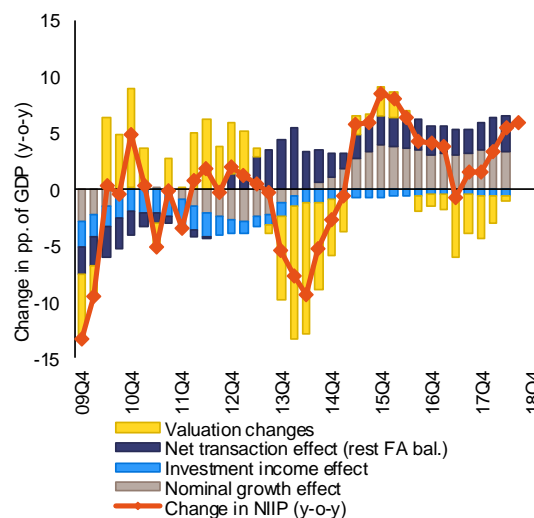 Change in pp. of GDP (y-o-y)
15
10
5
0
-5
-10
-15
09Q4
10Q4
11Q4
12Q4
13Q4
14Q4
15Q4
16Q4
17Q4
18Q4
Valuation changes
Net transaction effect (rest FA bal.)
Investment income effect
Nominal growth effect
Change in NIIP (y-o-y)